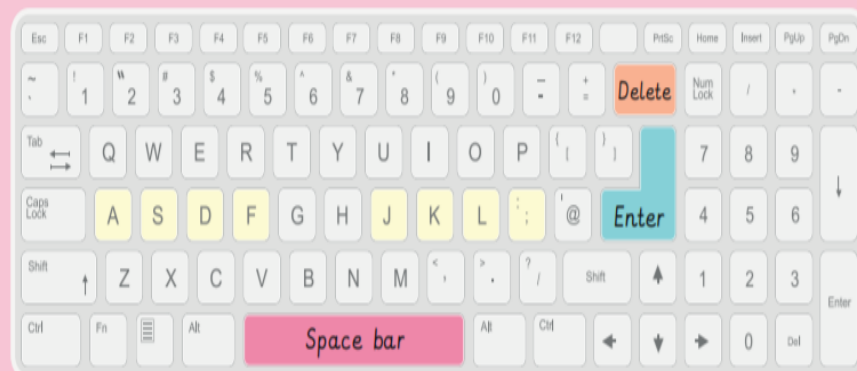 Esc F1 F2 F3 F4 F5 F6 F7 F8 F9 F10 F11 F12 PrtSc Home Insert PgUp PgDn
~ ` ! 1 " 2 # 3 $ 4 % 5 ^ 6 & 7 * 8 ( 9 ) 0 — - + = Delete Num Lock / -
Tab Q W E R T Y U I O P { [ } ] 7 8 9
Caps Lock A S D F G H J K L : ; ' @ Enter 4 5 6
Shift Z X C V B N M < , > . ? / Shift 1 2 3 Enter
Ctrl Fn Alt Space bar Alt Ctrl 0 Del